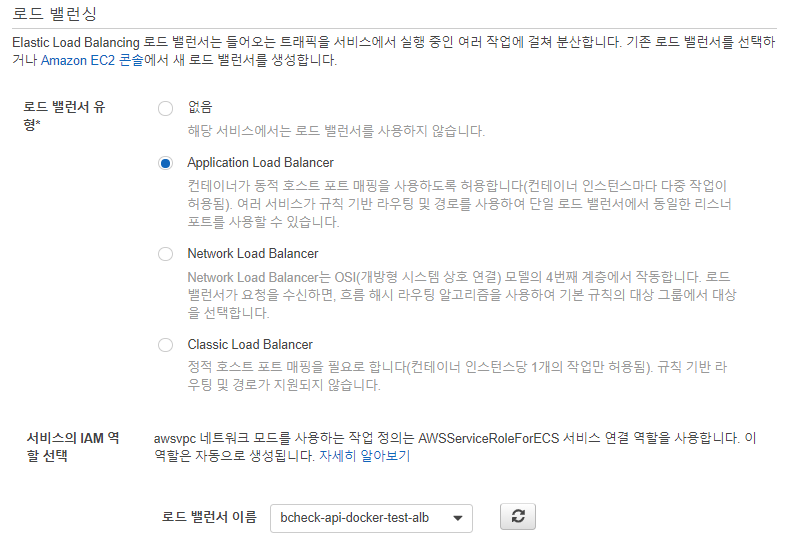 로드 밸런싱
Elastic Load Balancing 로드 밸런서는 들어오는 트래픽을 서비스에서 실행 중인 여러 작업에 걸쳐 분산합니다. 기존 로드 밸런서를 선택하
거나 Amazon EC2 콘솔에서 새 로드 밸런서를 생성합니다.
로드 밸런서 유
형*
없음
해당 서비스에서는 로드 밸런서를 사용하지 않습니다.
Application Load Balancer
컨테이너가 동적 호스트 포트 매핑을 사용하도록 허용합니다(컨테이너 인스턴스마다 다중 작업이
허용됨). 여러 서비스가 규칙 기반 라우팅 및 경로를 사용하여 단일 로드 밸런서에서 동일한 리스너
포트를 사용할 수 있습니다.
Network Load Balancer
Network Load Balancer는 OSI(개방형 시스템 상호 연결) 모델의 4번째 계층에서 작동합니다. 로드
밸런서가 요청을 수신하면, 흐름 해시 라우팅 알고리즘을 사용하여 기본 규칙의 대상 그룹에서 대상
을 선택합니다.
Classic Load Balancer
정적 호스트 포트 매핑을 필요로 합니다(컨테이너 인스턴스당 1개의 작업만 허용됨). 규칙 기반 라
우팅 및 경로가 지원되지 않습니다.
서비스의 IAM 역
할 선택
awsvpc 네트워크 모드를 사용하는 작업 정의는 AWSServiceRoleForECS 서비스 연결 역할을 사용합니다. 이
역할은 자동으로 생성됩니다. 자세히 알아보기
로드 밸런서 이름
bcheck-api-docker-test-alb